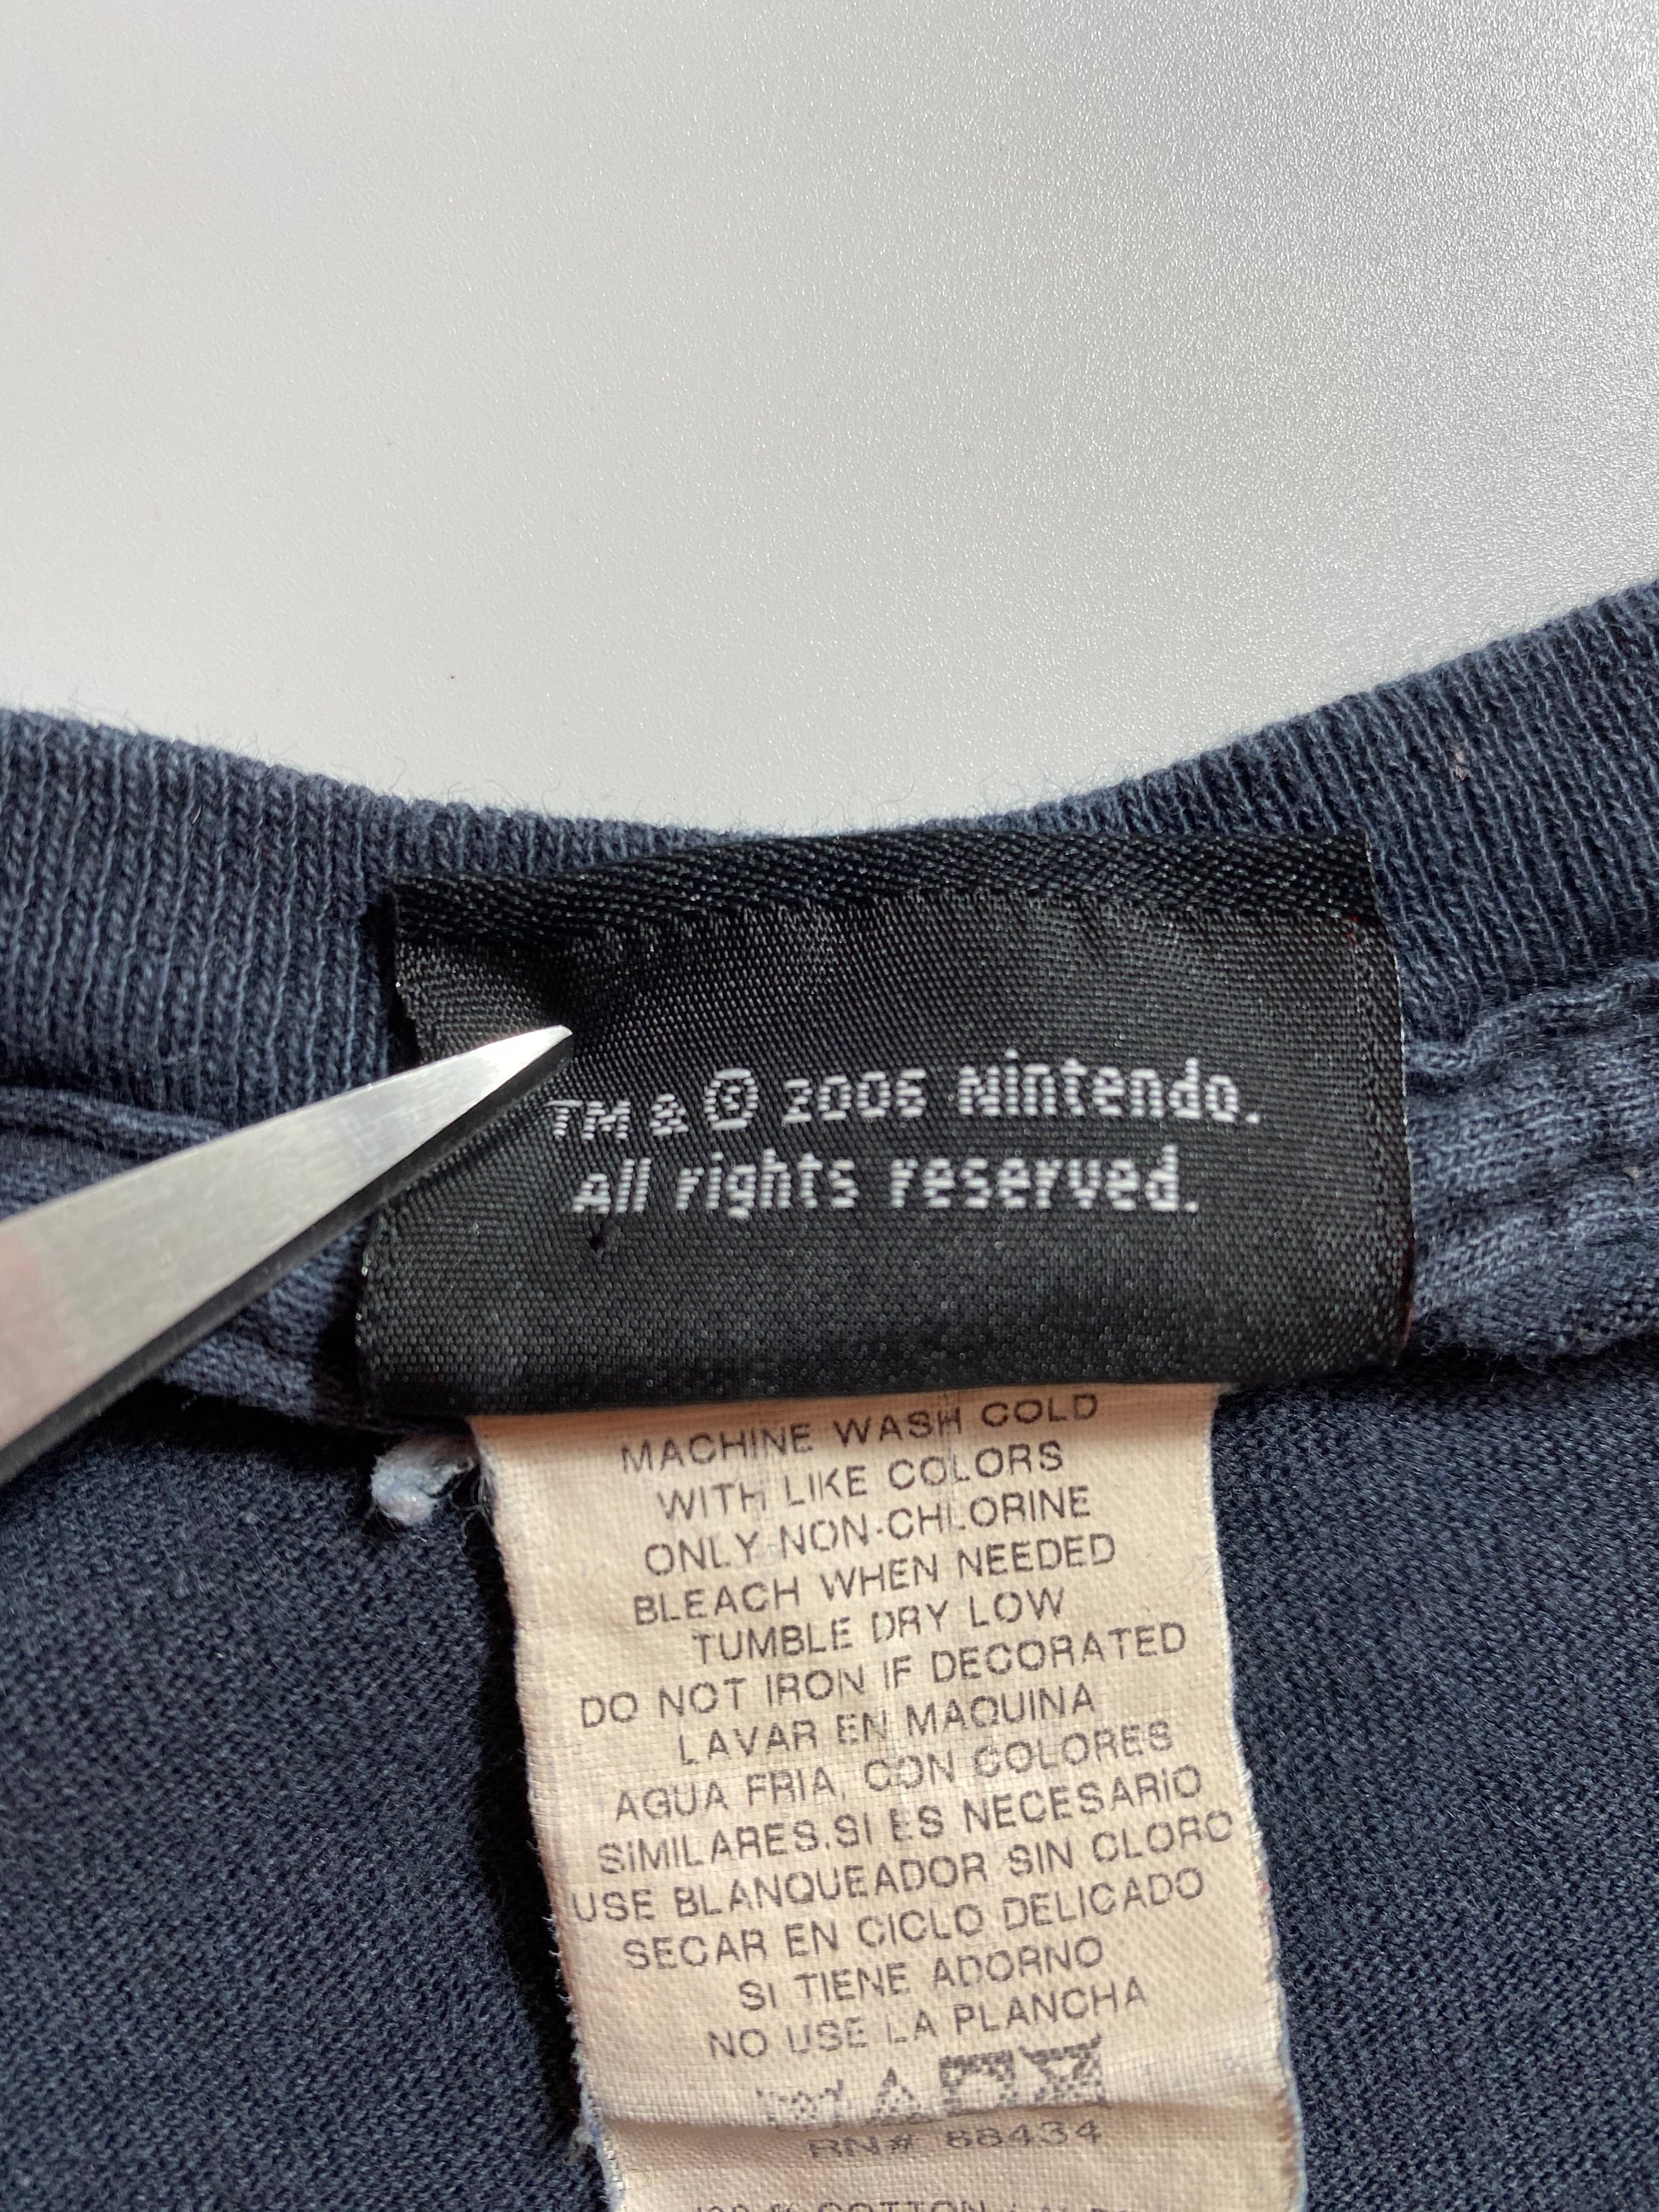 TM & © 2005 Nintendo.
All rights reserved.
MACHINE WASH COLD
WITH LIKE COLORS
ONLY NON-CHLORINE
BLEACH WHEN NEEDED
TUMBLE DRY LOW
DO NOT IRON IF DECORATED
LAVAR EN MAQUINA
AGUA FRIA, CON COLORES
SIMILARES.SI ES NECESARIO
USE BLANQUEADOR SIN CLORO
SECAR EN CICLO DELICADO
SI TIENE ADORNO
NO USE LA PLANCHA
RN#
COTTON